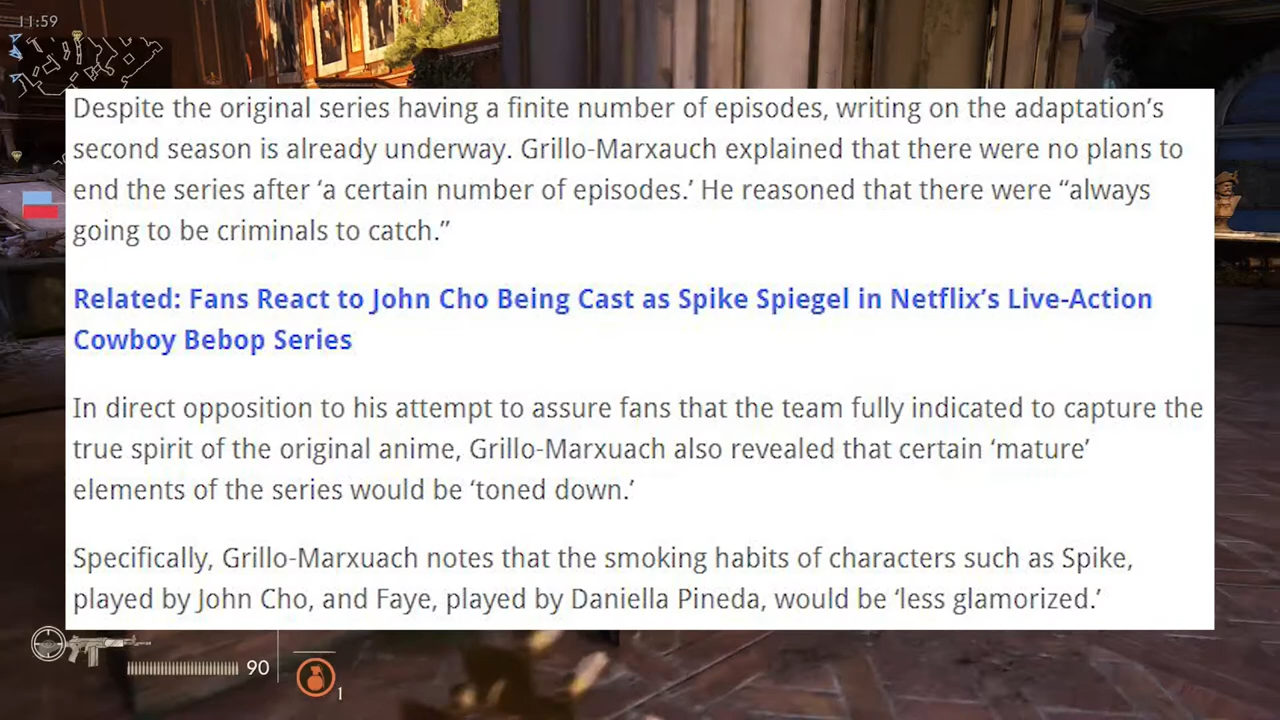 11:59
Despite the original series having a finite number of episodes, writing on the adaptation’s
second season is already underway. Grillo-Marxauch explained that there were no plans to
end the series after ‘a certain number of episodes.’ He reasoned that there were “always
going to be criminals to catch.”
Related: Fans React to John Cho Being Cast as Spike Spiegel in Netflix’s Live-Action
Cowboy Bebop Series
In direct opposition to his attempt to assure fans that the team fully indicated to capture the
true spirit of the original anime, Grillo-Marxuach also revealed that certain ‘mature’
elements of the series would be ‘toned down.’
Specifically, Grillo-Marxuach notes that the smoking habits of characters such as Spike,
played by John Cho, and Faye, played by Daniella Pineda, would be ‘less glamorized.’
90
1